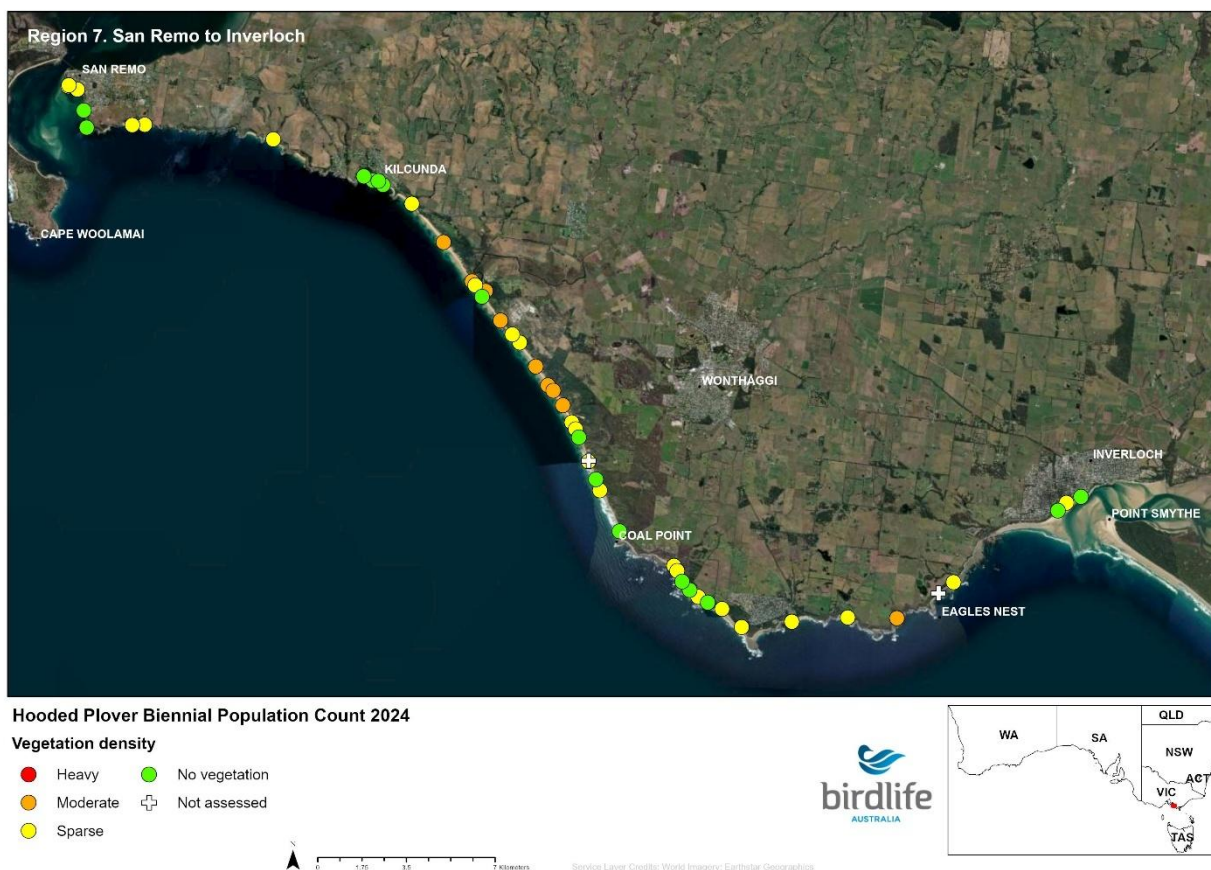 Region 7. San Remo to Inverloch
SAN REMO
KILCUNDA
CAPE WOOLAMAI
WONTHAGGI
INVERLOCH
POINT SMYTHE
COAL POINT
EAGLES NEST
Hooded Plover Biennial Population Count 2024
Vegetation density
Heavy
Moderate
Sparse
No vegetation
Not assessed
N
0 1.75 3.5 7 Kilometers
Service Layer Credits: World Imagery: Earthstar Geographics
birdlife
AUSTRALIA
WA
SA
QLD
NSW
ACT
VIC
TAS